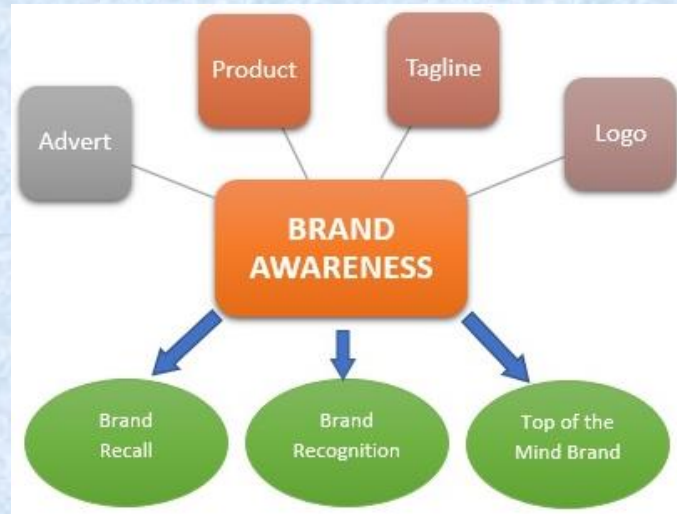 Product
Tagline
Advert
Logo
BRAND
AWARENESS
Brand
Recall
Brand
Recognition
Top of the
Mind Brand